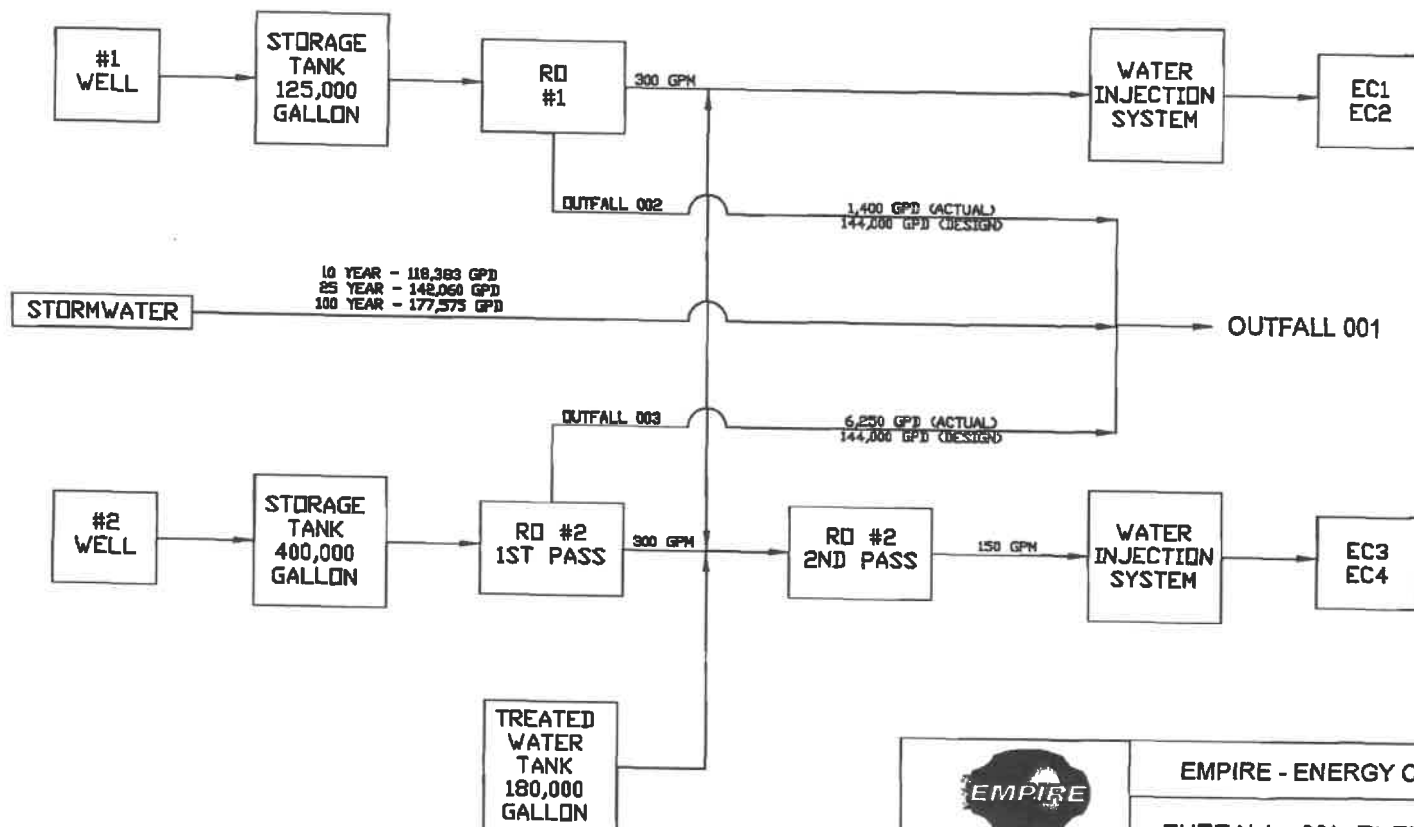 #1
WELL
STORAGE
TANK
125,000
GALLON
RO
#1
300 GPM
WATER
INJECTION
SYSTEM
EC1
EC2
OUTFALL 002
1,400 GPD (ACTUAL)
144,000 GPD (DESIGN)
10 YEAR - 118,383 GPD
25 YEAR - 142,060 GPD
100 YEAR - 177,575 GPD
STORMWATER
OUTFALL 001
OUTFALL 003
6,250 GPD (ACTUAL)
144,000 GPD (DESIGN)
#2
WELL
STORAGE
TANK
400,000
GALLON
RO #2
1ST PASS
300 GPM
RO #2
2ND PASS
150 GPM
WATER
INJECTION
SYSTEM
EC3
EC4
TREATED
WATER
TANK
180,000
GALLON
EMPIRE
EMPIRE - ENERGY C